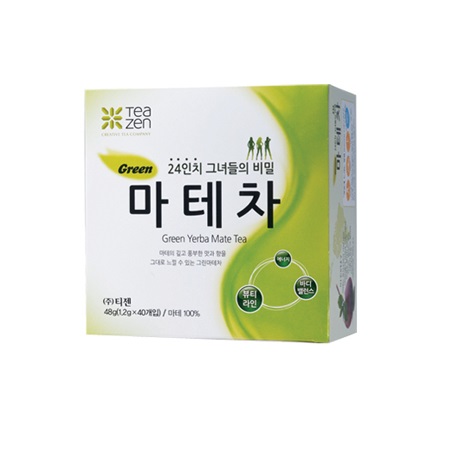 Tea
zen
CREATIVE TEA COMPANY
Green
24인치 그녀들의 비밀
마테차
Green Yerba Mate Tea
마테의 깊고 풍부한 맛과 향을
그대로 느낄 수 있는 그린마테차
에너지
뷰티
라인
바디
밸런스
(주)티젠
48g(1.2g×40개입) / 마테 100%